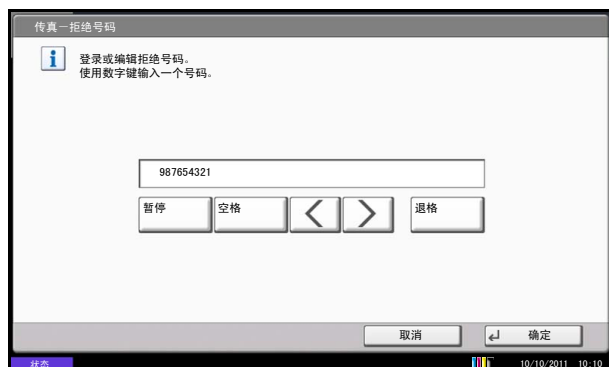 传真－拒绝号码
登录或编辑拒绝号码。
使用数字键输入一个号码。
987654321
暂停 空格 退格
取消 确定
状态 10/10/2011 10:10